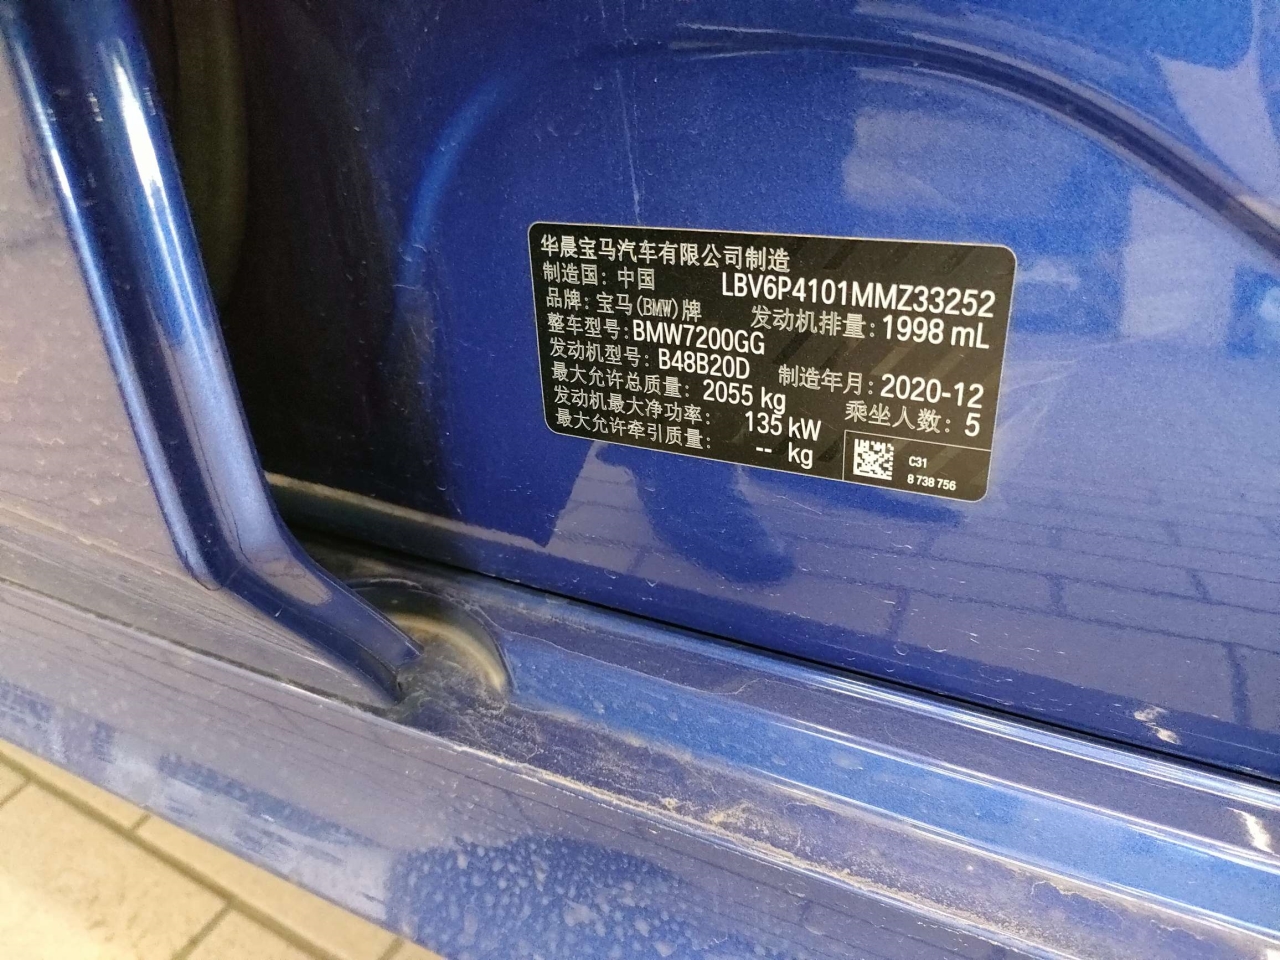 华晨宝马汽车有限公司制造
制造国: 中国 LBV6P4101MMZ33252
品牌: 宝马(BMW)牌 发动机排量: 1998 mL
整车型号: BMW7200GG
发动机型号: B48B20D 制造年月: 2020-12
最大允许总质量: 2055 kg 乘坐人数: 5
发动机最大净功率: 135 kW
最大允许牵引质量: -- kg
C31
8 738 756